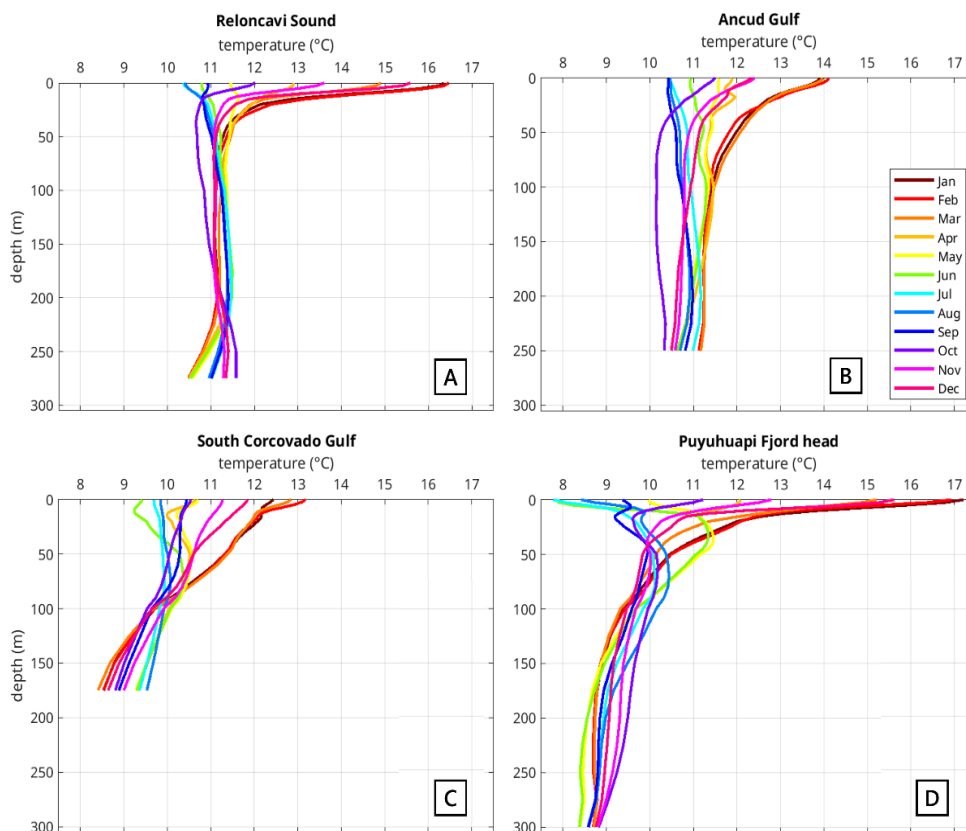 Reloncavi Sound
temperature (°C)
8 9 10 11 12 13 14 15 16 17
0
50
100
150
200
250
300
depth (m)
A
Ancud Gulf
temperature (°C)
8 9 10 11 12 13 14 15 16 17
0
50
100
150
200
250
300
Jan
Feb
Mar
Apr
May
Jun
Jul
Aug
Sep
Oct
Nov
Dec
B
South Corcovado Gulf
temperature (°C)
8 9 10 11 12 13 14 15 16 17
0
50
100
150
200
250
300
depth (m)
C
Puyuhuapi Fjord head
temperature (°C)
8 9 10 11 12 13 14 15 16 17
0
50
100
150
200
250
300
D